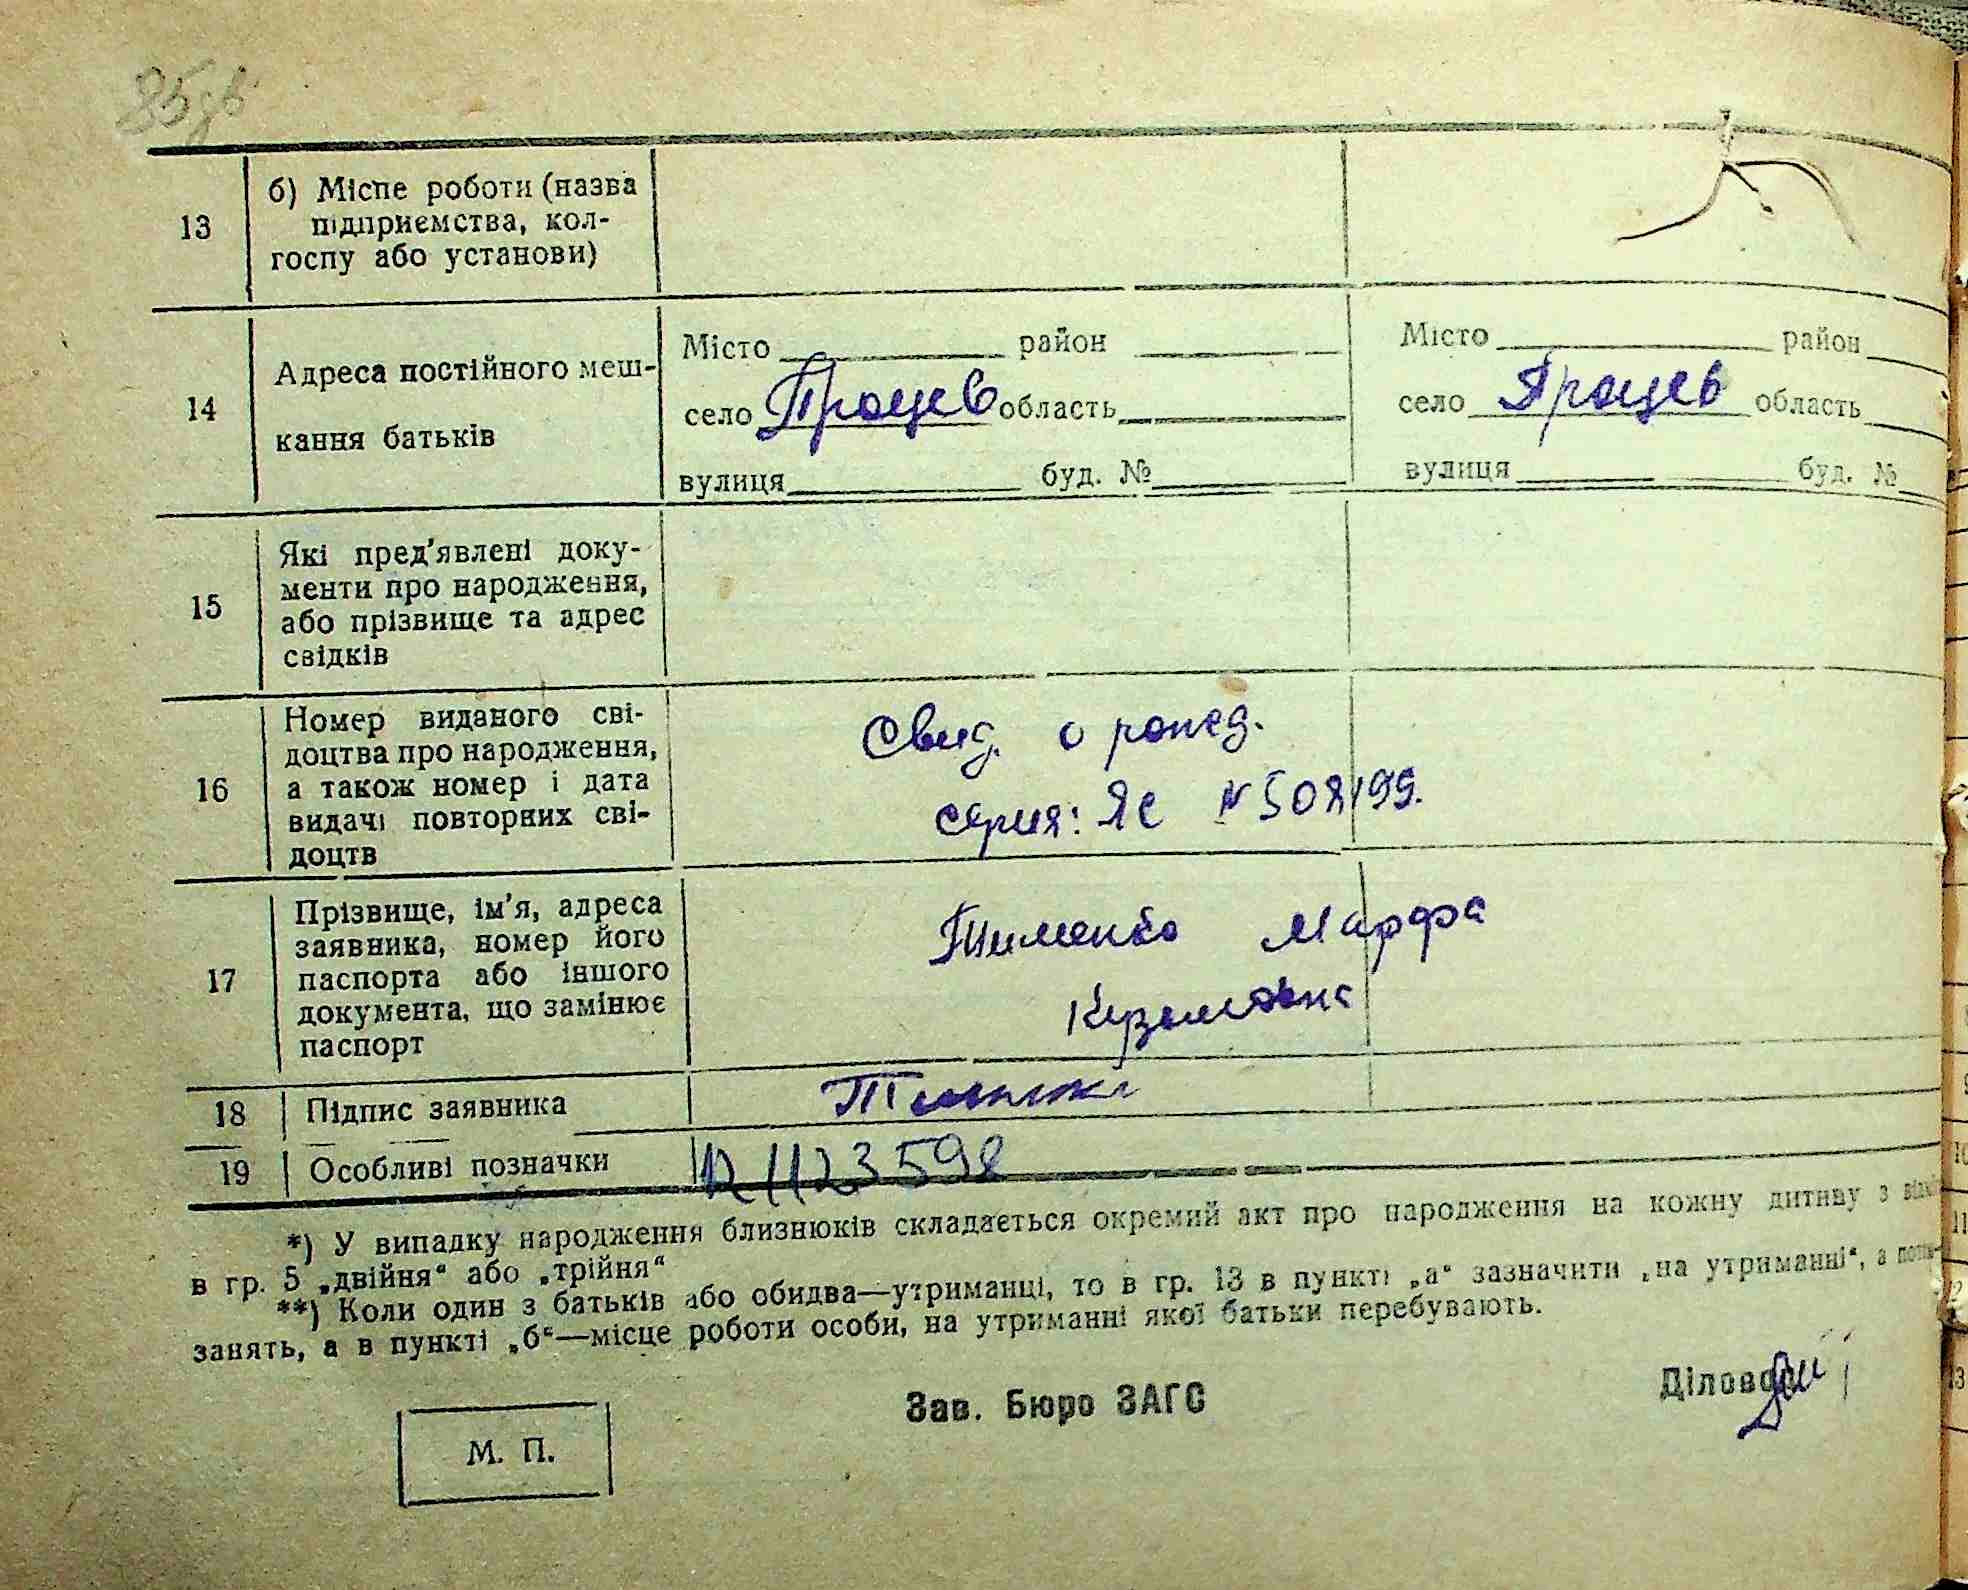 85зв
13
б) Місце роботи (назва
підприємства, кол-
госпу або установи)
14
Адреса постійного меш-
кання батьків
Місто район
село Процев область
вулиця буд. №
Місто район
село Процев область
вулиця буд. №
15
Які пред'явлені доку-
менти про народження,
або прізвище та адрес
свідків
16
Номер виданого сві-
доцтва про народження,
а також номер і дата
видачі повторних сві-
доцтв
Свид. о рожд.
серия: ЯС № 508199.
17
Прізвище, ім'я, адреса
заявника, номер його
паспорта або іншого
документа, що замінює
паспорт
Тименко Марфа
Кузьмовна
18
Підпис заявника
Тименко
19
Особливі позначки
1123598
*) У випадку народження близнюків складається окремий акт про народження на кожну дитину з
в гр. 5 „двійня“ або „трійня“
**) Коли один з батьків або обидва—утриманці, то в гр. 13 в пункті „а“ зазначити „на утриманні“, а
занять, а в пункті „б“—місце роботи особи, на утриманні якої батьки перебувають.
М. П.
Зав. Бюро ЗАГС
Діловод